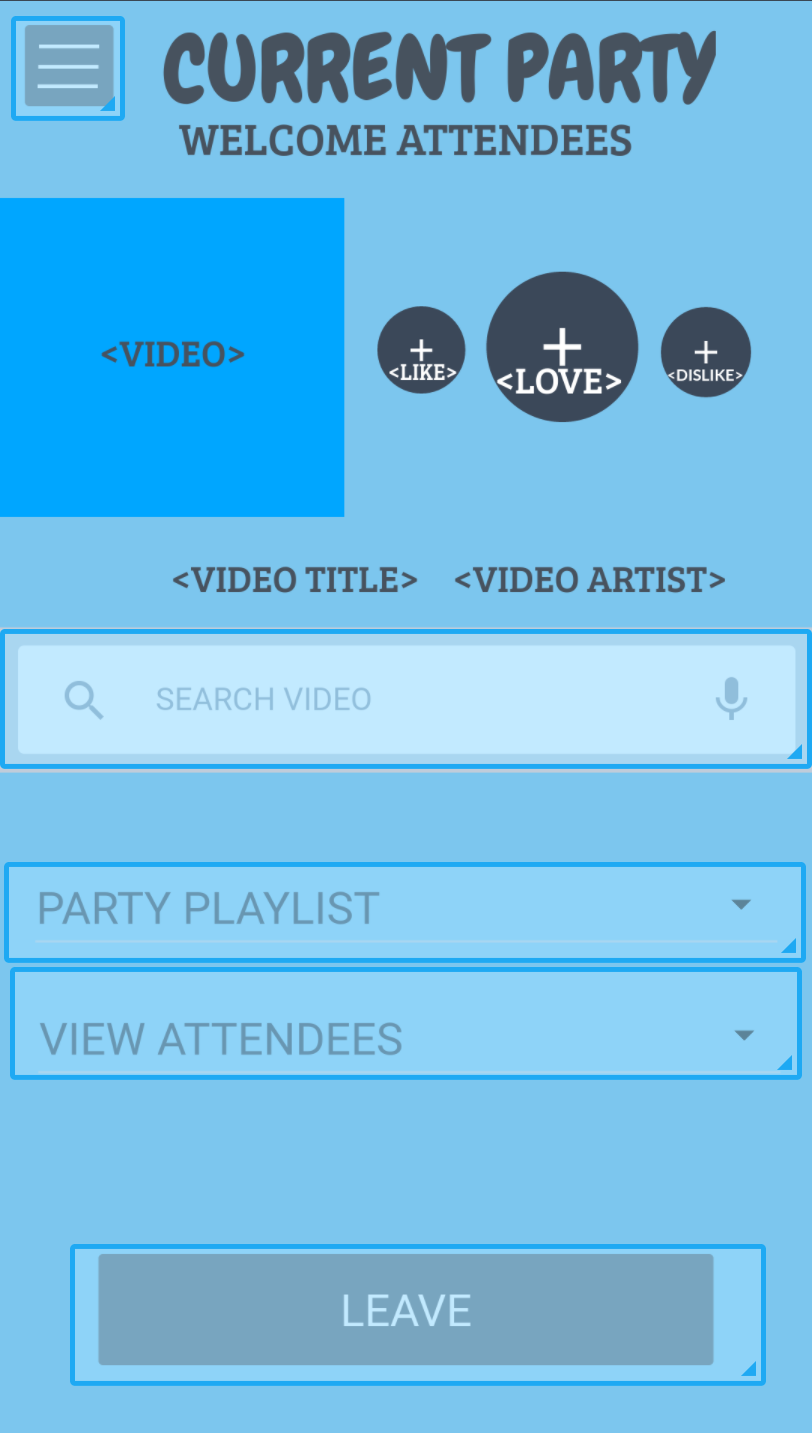 CURRENT PARTY
WELCOME ATTENDEES
<VIDEO>
<LIKE>
<LOVE>
<DISLIKE>
<VIDEO TITLE> <VIDEO ARTIST>
SEARCH VIDEO
PARTY PLAYLIST
VIEW ATTENDEES
LEAVE